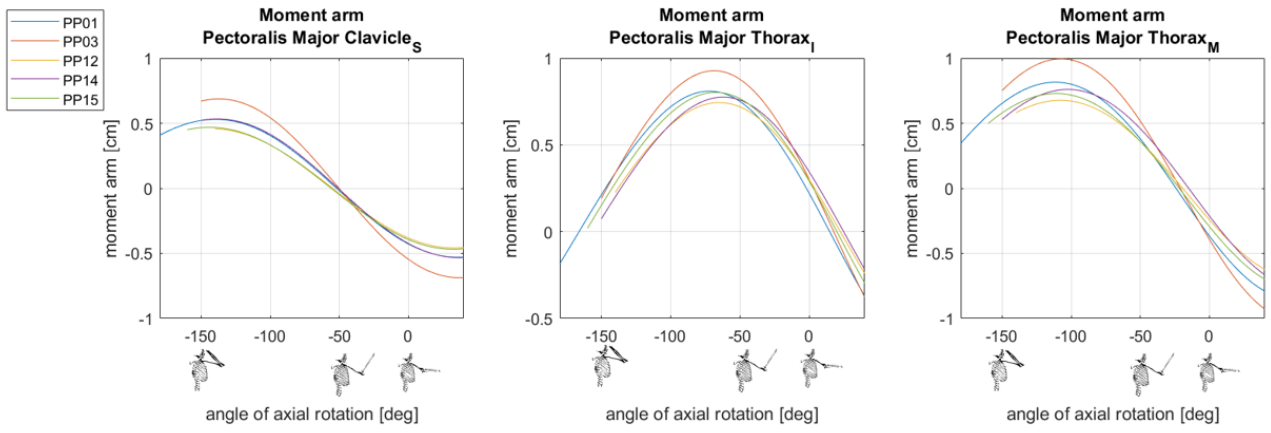 PP01
PP03
PP12
PP14
PP15
Moment arm
Pectoralis Major Clavicle_S
1
0.5
0
-0.5
-1
moment arm [cm]
-150
-100
-50
0
angle of axial rotation [deg]
Moment arm
Pectoralis Major Thorax_I
1
0.5
0
-0.5
moment arm [cm]
-150
-100
-50
0
angle of axial rotation [deg]
Moment arm
Pectoralis Major Thorax_M
1
0.5
0
-0.5
-1
moment arm [cm]
-150
-100
-50
0
angle of axial rotation [deg]